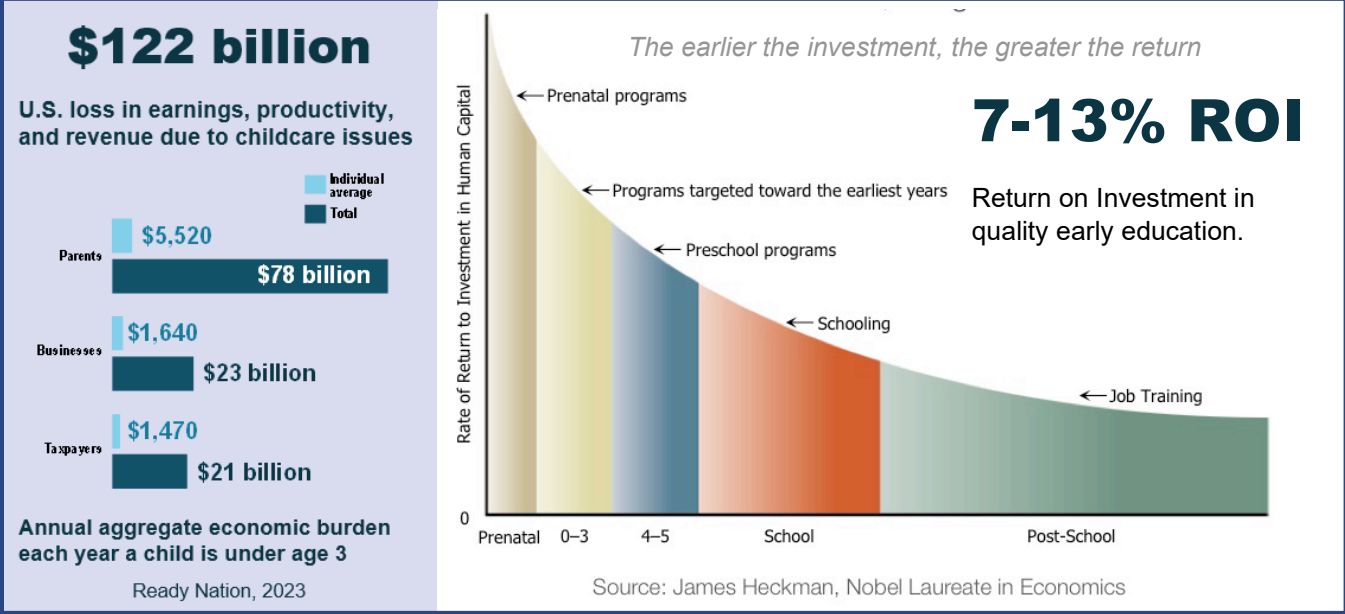 $122 billion
U.S. loss in earnings, productivity,
and revenue due to childcare issues
Individual
average
Total
Parents
$5,520
$78 billion
Businesses
$1,640
$23 billion
Taxpayers
$1,470
$21 billion
Annual aggregate economic burden
each year a child is under age 3
Ready Nation, 2023
The earlier the investment, the greater the return
7-13% ROI
Return on Investment in
quality early education.
Rate of Return to Investment in Human Capital
Prenatal programs
Programs targeted toward the earliest years
Preschool programs
Schooling
Job Training
0
Prenatal 0–3 4–5 School Post-School
Source: James Heckman, Nobel Laureate in Economics